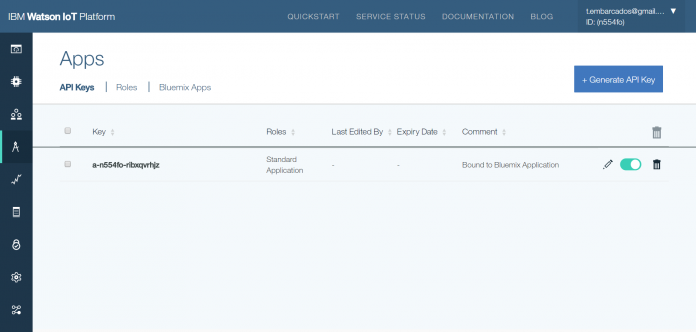 IBM Watson IoT Platform
QUICKSTART SERVICE STATUS DOCUMENTATION BLOG
t.embarcados@gmail....
ID: (n554fo)
Apps
API Keys Roles Bluemix Apps
+ Generate API Key
Key Roles Last Edited By Expiry Date Comment
a-n554fo-ribxqvrhjz Standard Application - - Bound to Bluemix Application